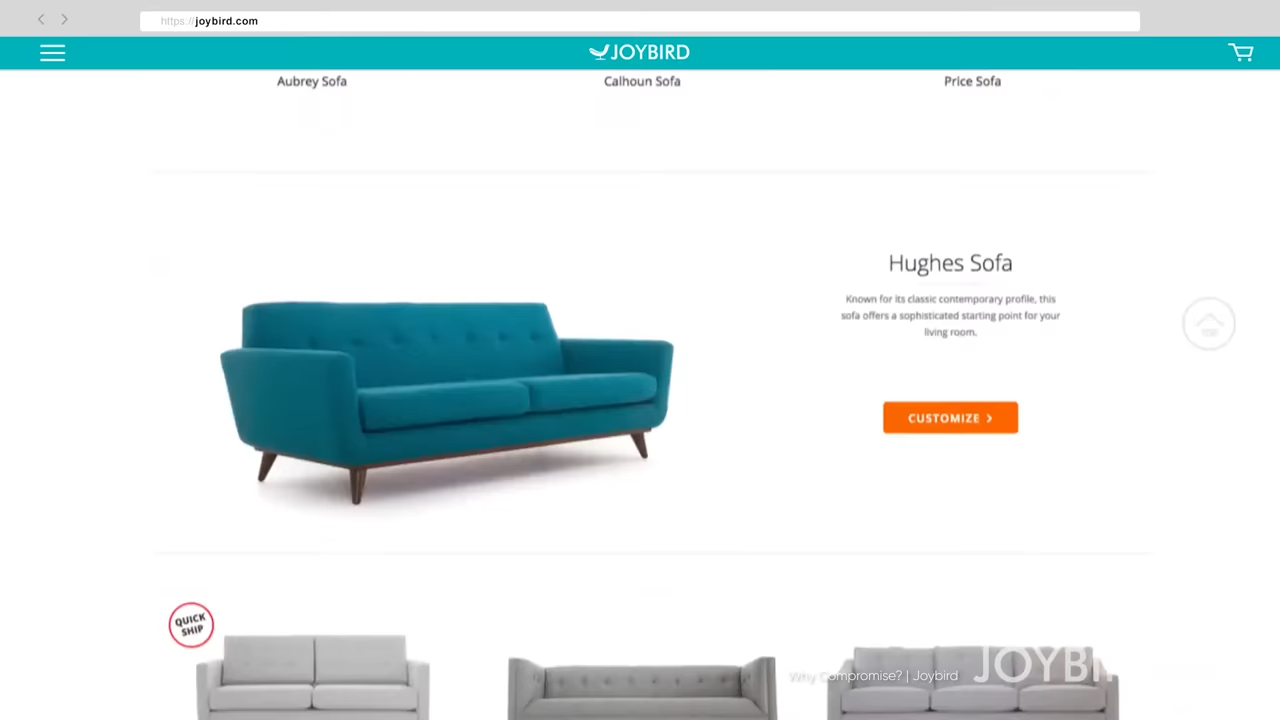 https://joybird.com
JOYBIRD
Aubrey Sofa
Calhoun Sofa
Price Sofa
Hughes Sofa
Known for its classic contemporary profile, this
sofa offers a sophisticated starting point for your
living room.
CUSTOMIZE >
QUICK
SHIP
Why Compromise? | Joybird
JOYBI